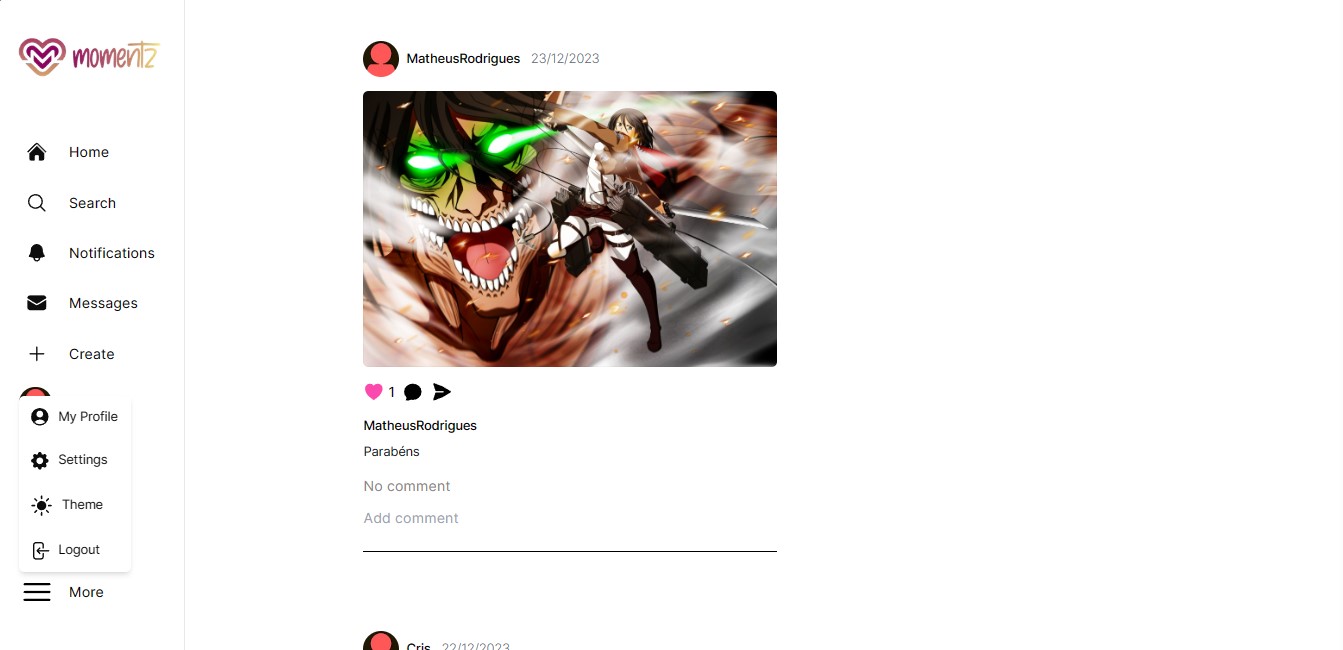 momentz
Home
Search
Notifications
Messages
Create
My Profile
Settings
Theme
Logout
More
MatheusRodrigues 23/12/2023
1
MatheusRodrigues
Parabéns
No comment
Add comment
Cris 22/12/2023